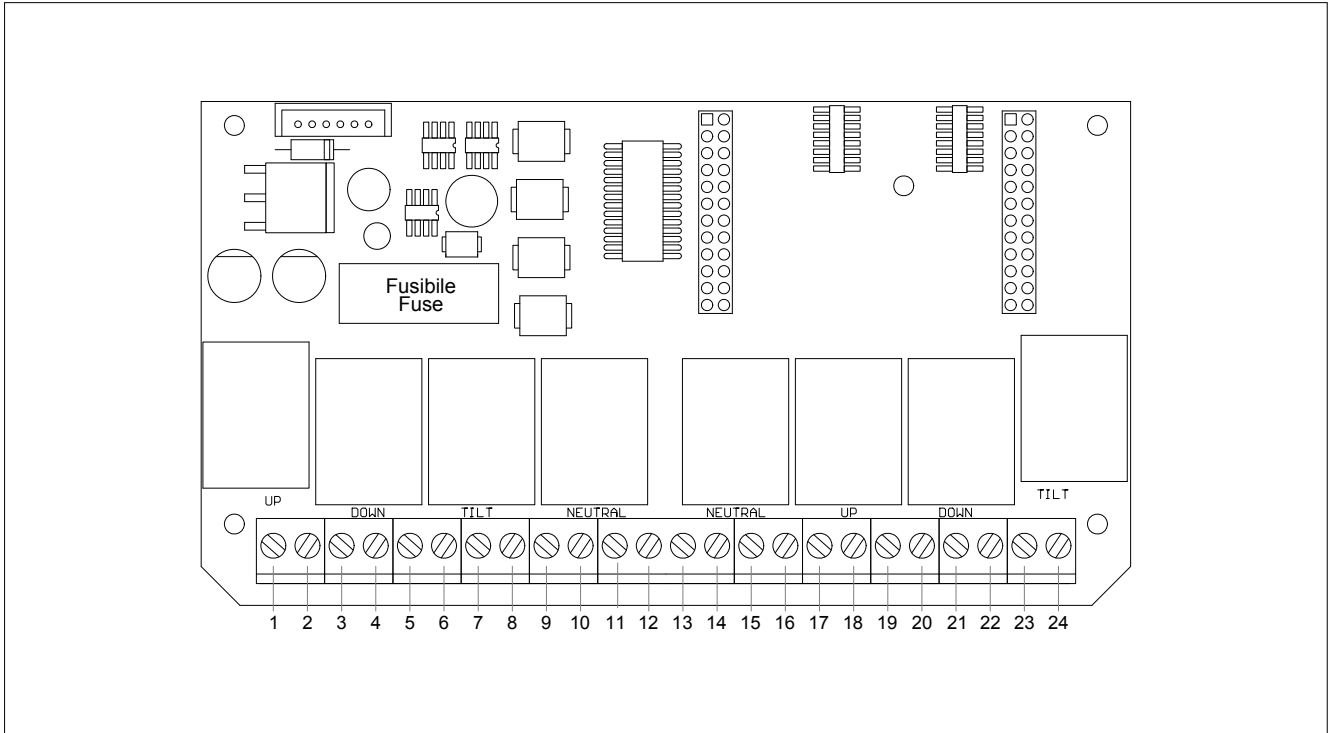 Fusibile
Fuse
UP
TILT
DOWN TILT NEUTRAL NEUTRAL UP DOWN
1 2 3 4 5 6 7 8 9 10 11 12 13 14 15 16 17 18 19 20 21 22 23 24